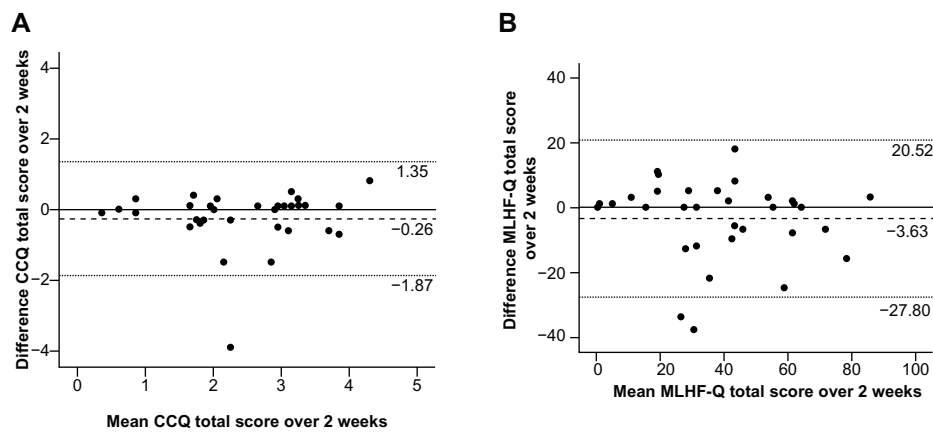 A
Difference CCQ total score over 2 weeks
4
2
0
−2
−4
1.35
−0.26
−1.87
0 1 2 3 4 5
Mean CCQ total score over 2 weeks
B
Difference MLHF-Q total score
over 2 weeks
40
20
0
−20
−40
20.52
−3.63
−27.80
0 20 40 60 80 100
Mean MLHF-Q total score over 2 weeks